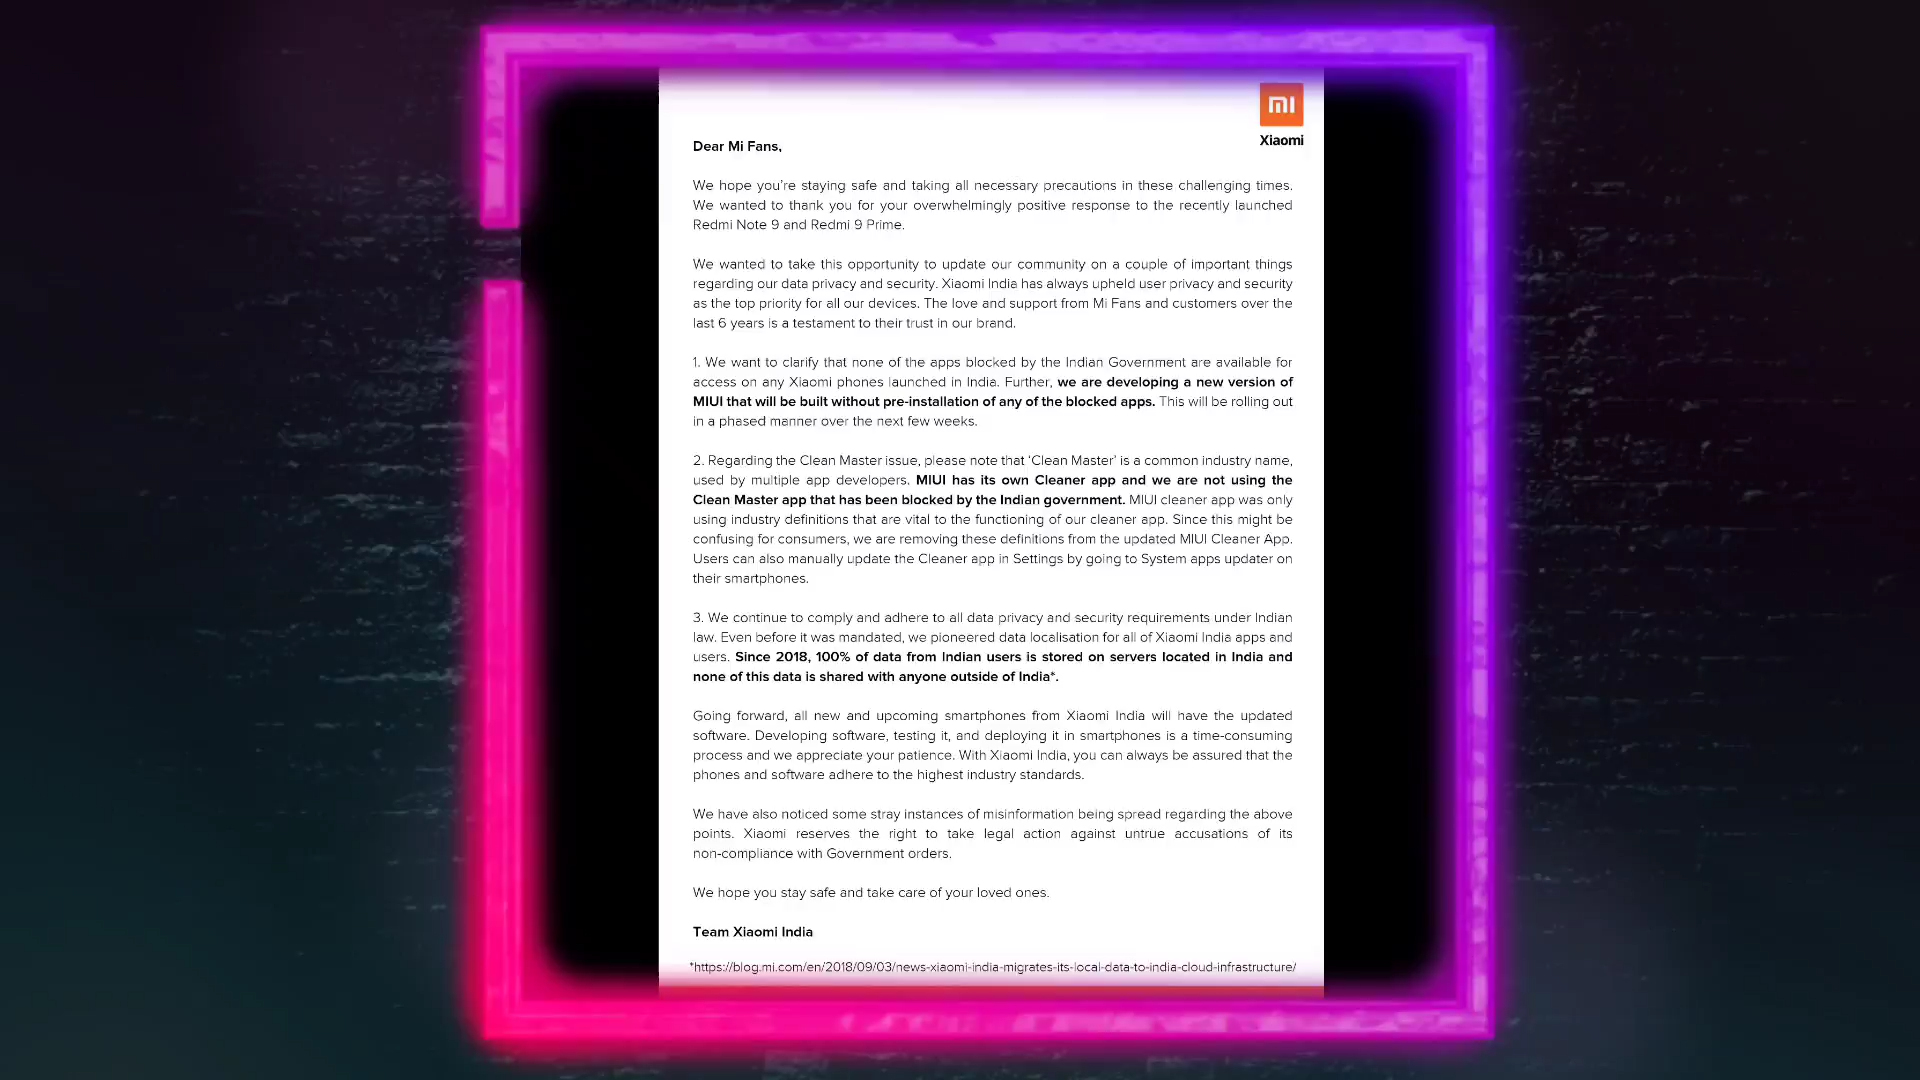 mi
Xiaomi
Dear Mi Fans,
We hope you're staying safe and taking all necessary precautions in these challenging times.
We wanted to thank you for your overwhelmingly positive response to the recently launched
Redmi Note 9 and Redmi 9 Prime.
We wanted to take this opportunity to update our community on a couple of important things
regarding our data privacy and security. Xiaomi India has always upheld user privacy and security
as the top priority for all our devices. The love and support from Mi Fans and customers over the
last 6 years is a testament to their trust in our brand.
1. We want to clarify that none of the apps blocked by the Indian Government are available for
access on any Xiaomi phones launched in India. Further, we are developing a new version of
MIUI that will be built without pre-installation of any of the blocked apps. This will be rolling out
in a phased manner over the next few weeks.
2. Regarding the Clean Master issue, please note that 'Clean Master' is a common industry name,
used by multiple app developers. MIUI has its own Cleaner app and we are not using the
Clean Master app that has been blocked by the Indian government. MIUI cleaner app was only
using industry definitions that are vital to the functioning of our cleaner app. Since this might be
confusing for consumers, we are removing these definitions from the updated MIUI Cleaner App.
Users can also manually update the Cleaner app in Settings by going to System apps updater on
their smartphones.
3. We continue to comply and adhere to all data privacy and security requirements under Indian
law. Even before it was mandated, we pioneered data localisation for all of Xiaomi India apps and
users. Since 2018, 100% of data from Indian users is stored on servers located in India and
none of this data is shared with anyone outside of India*.
Going forward, all new and upcoming smartphones from Xiaomi India will have the updated
software. Developing software, testing it, and deploying it in smartphones is a time-consuming
process and we appreciate your patience. With Xiaomi India, you can always be assured that the
phones and software adhere to the highest industry standards.
We have also noticed some stray instances of misinformation being spread regarding the above
points. Xiaomi reserves the right to take legal action against untrue accusations of its
non-compliance with Government orders.
We hope you stay safe and take care of your loved ones.
Team Xiaomi India
*https://blog.mi.com/en/2018/09/03/news-xiaomi-india-migrates-its-local-data-to-india-cloud-infrastructure/